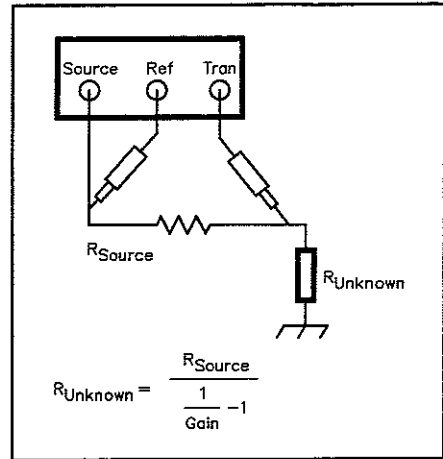 Source Ref Tran
RSource
RUnknown
RUnknown = RSource
1
Gain
-1